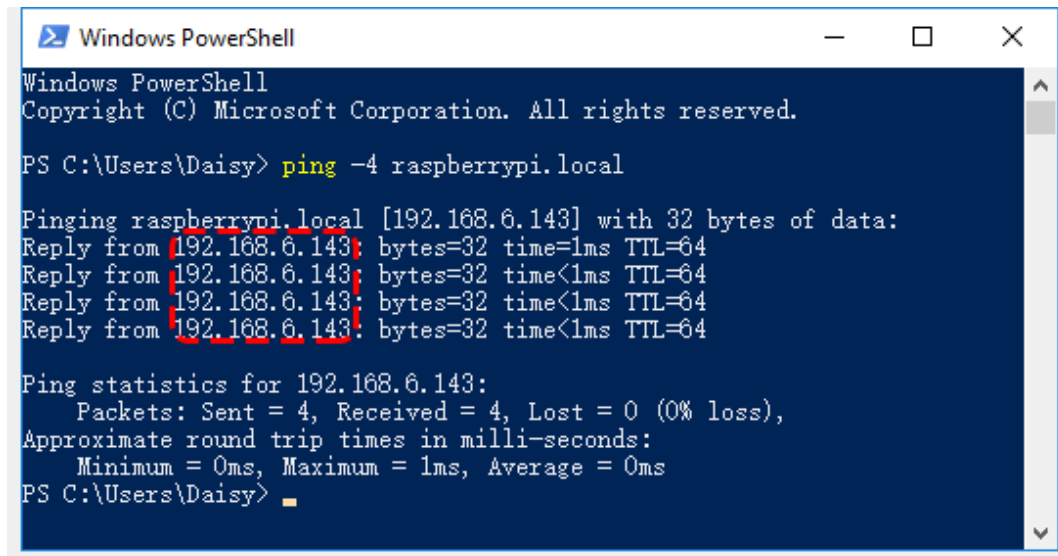 Windows PowerShell
Windows PowerShell
Copyright (C) Microsoft Corporation. All rights reserved.
PS C:\Users\Daisy> ping -4 raspberrypi.local
Pinging raspberrypi.local [192.168.6.143] with 32 bytes of data:
Reply from 192.168.6.143: bytes=32 time=1ms TTL=64
Reply from 192.168.6.143: bytes=32 time<1ms TTL=64
Reply from 192.168.6.143: bytes=32 time<1ms TTL=64
Reply from 192.168.6.143: bytes=32 time<1ms TTL=64
Ping statistics for 192.168.6.143:
    Packets: Sent = 4, Received = 4, Lost = 0 (0% loss),
Approximate round trip times in milli-seconds:
    Minimum = 0ms, Maximum = 1ms, Average = 0ms
PS C:\Users\Daisy>